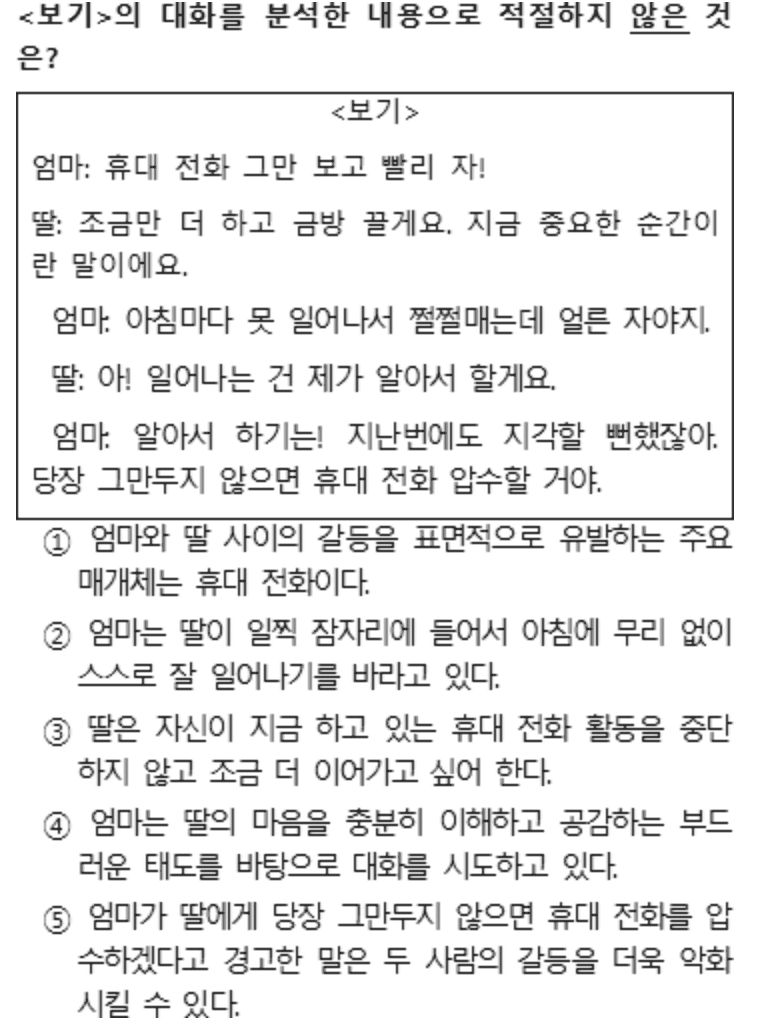 <보기>의 대화를 분석한 내용으로 적절하지 않은 것
은?
<보기>
엄마: 휴대 전화 그만 보고 빨리 자!
딸: 조금만 더 하고 금방 끌게요. 지금 중요한 순간이
란 말이에요.
엄마: 아침마다 못 일어나서 쩔쩔매는데 얼른 자야지.
딸: 아! 일어나는 건 제가 알아서 할게요.
엄마: 알아서 하기는! 지난번에도 지각할 뻔했잖아.
당장 그만두지 않으면 휴대 전화 압수할 거야.
① 엄마와 딸 사이의 갈등을 표면적으로 유발하는 주요
매개체는 휴대 전화이다.
② 엄마는 딸이 일찍 잠자리에 들어서 아침에 무리 없이
스스로 잘 일어나기를 바라고 있다.
③ 딸은 자신이 지금 하고 있는 휴대 전화 활동을 중단
하지 않고 조금 더 이어가고 싶어 한다.
④ 엄마는 딸의 마음을 충분히 이해하고 공감하는 부드
러운 태도를 바탕으로 대화를 시도하고 있다.
⑤ 엄마가 딸에게 당장 그만두지 않으면 휴대 전화를 압
수하겠다고 경고한 말은 두 사람의 갈등을 더욱 악화
시킬 수 있다.